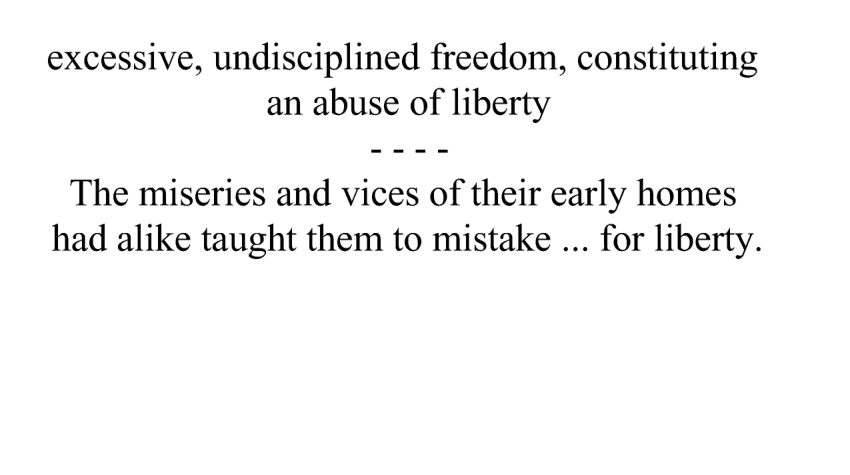 excessive, undisciplined freedom, constituting
an abuse of liberty
- - - -
The miseries and vices of their early homes
had alike taught them to mistake ... for liberty.